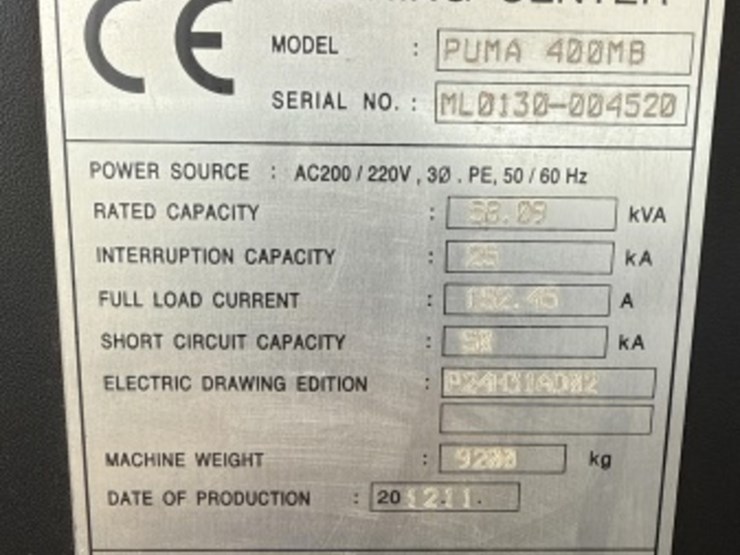 CENTER
CE
MODEL : PUMA 400MB
SERIAL NO. : ML0130-004520
POWER SOURCE : AC200 / 220V , 3Ø . PE, 50 / 60 Hz
RATED CAPACITY : 58.09 kVA
INTERRUPTION CAPACITY : 25 kA
FULL LOAD CURRENT : 152.45 A
SHORT CIRCUIT CAPACITY : 50 kA
ELECTRIC DRAWING EDITION :
MACHINE WEIGHT : 9200 kg
DATE OF PRODUCTION : 2012.11.